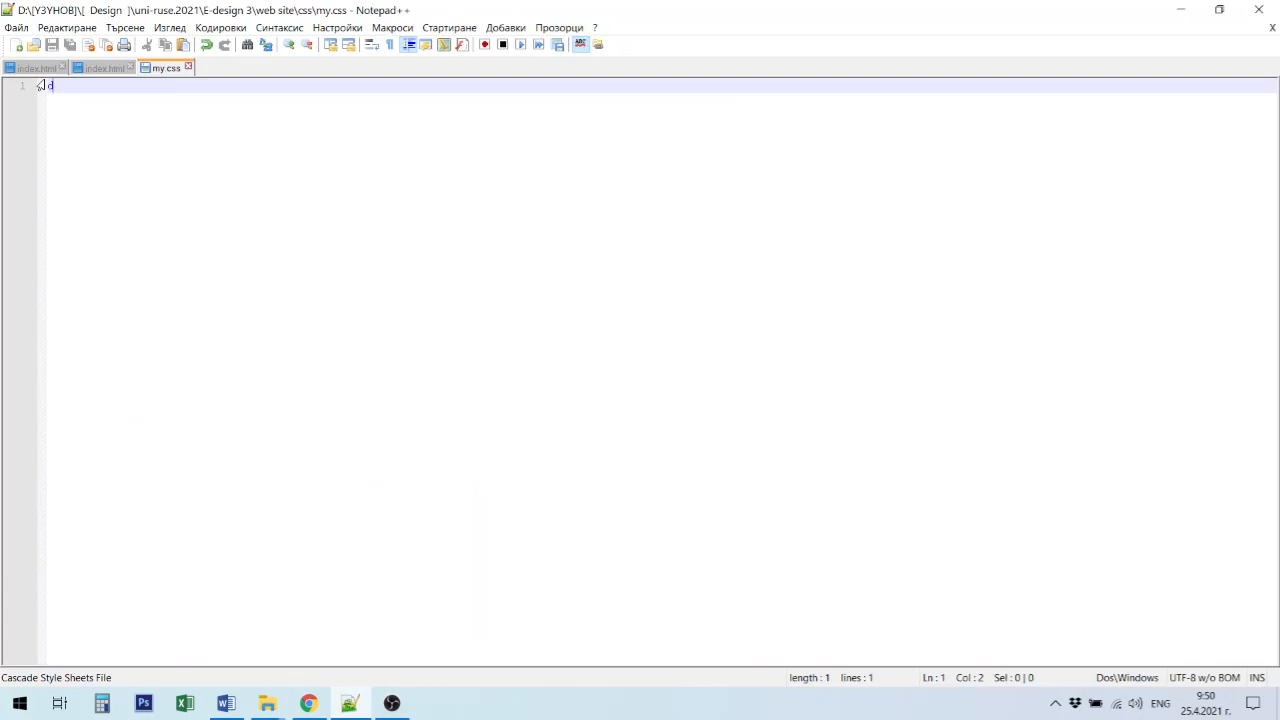 D:\[УЗУНОВ]\[ Design ]\uni-ruse.2021\E-design 3\web site\css\my.css - Notepad++
Файл Редактиране Търсене Изглед Кодировки Синтаксис Настройки Макроси Стартиране Добавки Прозорци ? X
index.html index.html my.css
1 d
Cascade Style Sheets File length : 1 lines : 1 Ln : 1 Col : 2 Sel : 0 | 0 Dos\Windows UTF-8 w/o BOM INS
Ps ЕНГ 9:50
25.4.2021 г.